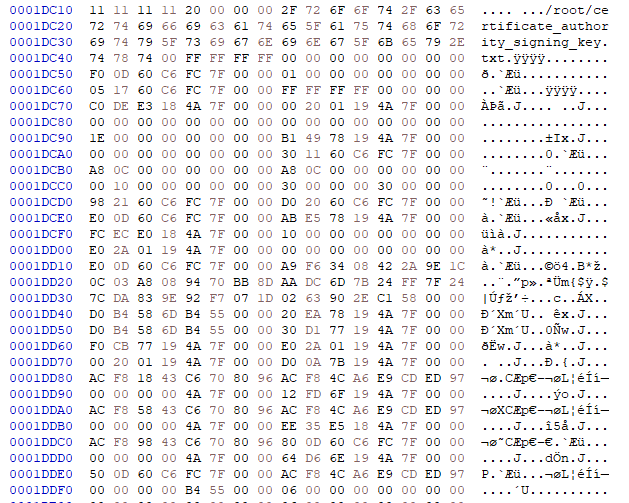 0001DC10 11 11 11 11 20 00 00 00 2F 72 6F 6F 74 2F 63 65 .... .../root/ce
0001DC20 72 74 69 66 69 63 61 74 65 5F 61 75 74 68 6F 72 rtificate_author
0001DC30 69 74 79 5F 73 69 67 6E 69 6E 67 5F 6B 65 79 2E ity_signing_key.
0001DC40 74 78 74 00 FF FF FF FF 00 00 00 00 00 00 00 00 txt.ÿÿÿÿ........
0001DC50 F0 0D 60 C6 FC 7F 00 00 01 00 00 00 00 00 00 00 ð.`Æü...........
0001DC60 05 17 60 C6 FC 7F 00 00 FF FF FF FF 00 00 00 00 ..`Æü...ÿÿÿÿ....
0001DC70 C0 DE E3 18 4A 7F 00 00 00 20 01 19 4A 7F 00 00 ÀÞã.J.... ..J...
0001DC80 00 00 00 00 00 00 00 00 00 00 00 00 00 00 00 00 ................
0001DC90 1E 00 00 00 00 00 00 00 B1 49 78 19 4A 7F 00 00 ........±Ix.J...
0001DCA0 00 00 00 00 00 00 00 00 30 11 60 C6 FC 7F 00 00 ........0.`Æü...
0001DCB0 A8 0C 00 00 00 00 00 00 A8 0C 00 00 00 00 00 00 ¨.......¨.......
0001DCC0 00 10 00 00 00 00 00 00 30 00 00 00 30 00 00 00 ........0...0...
0001DCD0 98 21 60 C6 FC 7F 00 00 D0 20 60 C6 FC 7F 00 00 ˜!`Æü...Ð `Æü...
0001DCE0 E0 0D 60 C6 FC 7F 00 00 AB E5 78 19 4A 7F 00 00 à.`Æü...«åx.J...
0001DCF0 FC EC E0 18 4A 7F 00 00 10 00 00 00 00 00 00 00 üìà.J...........
0001DD00 E0 2A 01 19 4A 7F 00 00 00 00 00 00 00 00 00 00 à*..J...........
0001DD10 E0 0D 60 C6 FC 7F 00 00 A9 F6 34 08 42 2A 9E 1C à.`Æü...©ö4.B*ž.
0001DD20 0C 03 A8 08 94 70 BB 8D AA DC 6D 7B 24 FF 7F 24 ..¨.”p».ªÜm{$ÿ.$
0001DD30 7C DA 83 9E 92 F7 07 1D 02 63 90 2E C1 58 00 00 |Úƒž’÷...c..ÁX..
0001DD40 D0 B4 58 6D B4 55 00 00 20 EA 78 19 4A 7F 00 00 Ð´Xm´U.. êx.J...
0001DD50 D0 B4 58 6D B4 55 00 00 30 D1 77 19 4A 7F 00 00 Ð´Xm´U..0Ñw.J...
0001DD60 F0 CB 77 19 4A 7F 00 00 E0 2A 01 19 4A 7F 00 00 ðËw.J...à*..J...
0001DD70 00 20 01 19 4A 7F 00 00 D0 0A 7B 19 4A 7F 00 00 . ..J...Ð.{.J...
0001DD80 AC F8 18 43 C6 70 80 96 AC F8 4C A6 E9 CD ED 97 ¬ø.CÆp€–¬øL¦éÍí—
0001DD90 00 00 00 00 4A 7F 00 00 12 FD 6F 19 4A 7F 00 00 ....J....ýo.J...
0001DDA0 AC F8 58 43 C6 70 80 96 AC F8 4C A6 E9 CD ED 97 ¬øXCÆp€–¬øL¦éÍí—
0001DDB0 00 00 00 00 4A 7F 00 00 EE 35 E5 18 4A 7F 00 00 ....J...î5å.J...
0001DDC0 AC F8 98 43 C6 70 80 96 80 0D 60 C6 FC 7F 00 00 ¬ø˜CÆp€–€.`Æü...
0001DDD0 00 00 00 00 4A 7F 00 00 64 D6 6E 19 4A 7F 00 00 ....J...dÖn.J...
0001DDE0 50 0D 60 C6 FC 7F 00 00 AC F8 4C A6 E9 CD ED 97 P.`Æü...¬øL¦éÍí—
0001DDF0 00 00 00 00 B4 55 00 00 06 00 00 00 00 00 00 00 ....´U..........